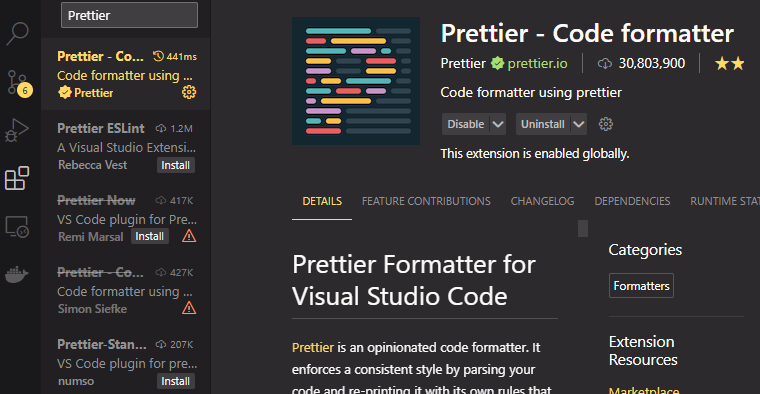 Prettier
Prettier - Co... 441ms
Code formatter using ...
Prettier
Prettier ESLint 1.2M
A Visual Studio Extensi...
Rebecca Vest Install
Prettier Now 417K
VS Code plugin for Pre...
Remi Marsal Install
Prettier - Co... 427K
Code formatter using ...
Simon Siefke
Prettier-Stan... 207K
VS Code plugin for pre...
numso Install
6
Prettier - Code formatter
Prettier prettier.io 30,803,900
Code formatter using prettier
Disable Uninstall
This extension is enabled globally.
DETAILS FEATURE CONTRIBUTIONS CHANGELOG DEPENDENCIES RUNTIME STAT
Prettier Formatter for
Visual Studio Code
Prettier is an opinionated code formatter. It
enforces a consistent style by parsing your
code and re-printing it with its own rules that
Categories
Formatters
Extension
Resources
Marketplace